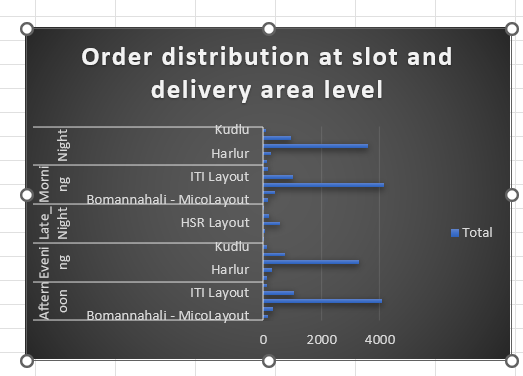 Order distribution at slot and
delivery area level
Night
Kudlu
Harlur
Morni
ng
ITI Layout
Bomannahali - MicoLayout
Late_
Night
HSR Layout
Eveni
ng
Kudlu
Harlur
Aftern
oon
ITI Layout
Bomannahali - MicoLayout
0 2000 4000
Total